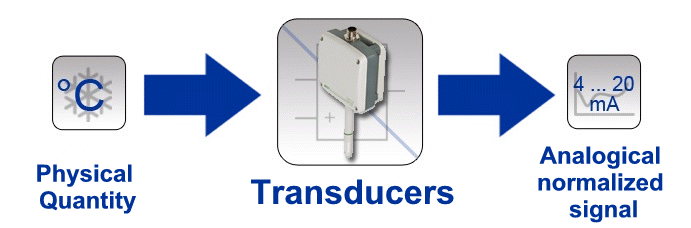 °C
Physical
Quantity
+
Transducers
4 ... 20
mA
Analogical
normalized
signal